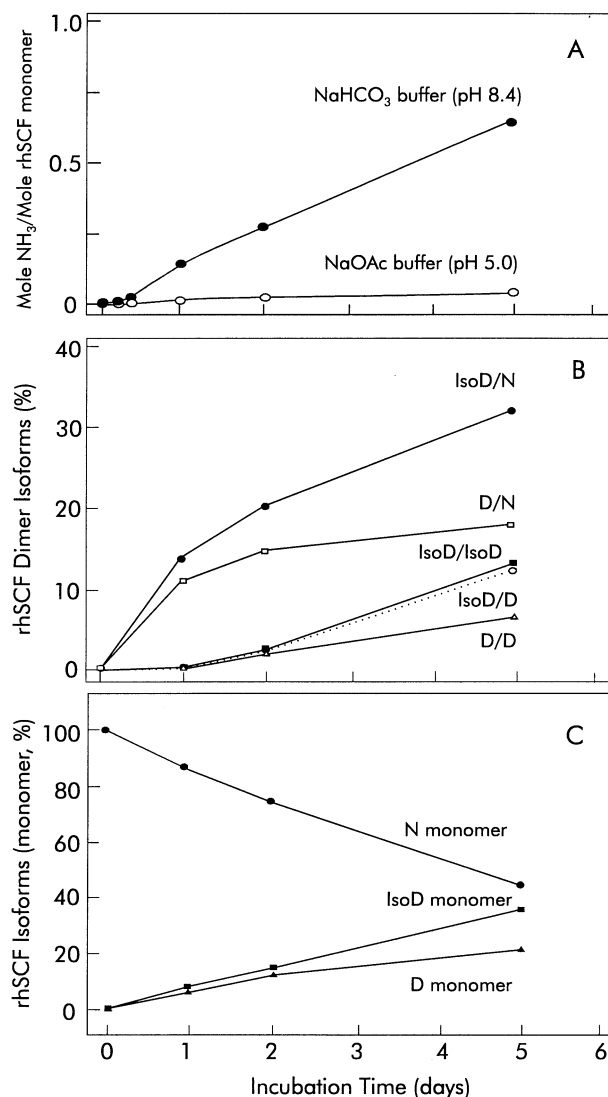 A
Mole NH₃/Mole rhSCF monomer
1.0
0.5
0
NaHCO₃ buffer (pH 8.4)
NaOAc buffer (pH 5.0)
B
rhSCF Dimer Isoforms (%)
40
30
20
10
0
IsoD/N
D/N
IsoD/IsoD
IsoD/D
D/D
C
rhSCF Isoforms (monomer, %)
100
80
60
40
20
0
N monomer
IsoD monomer
D monomer
0 1 2 3 4 5 6
Incubation Time (days)